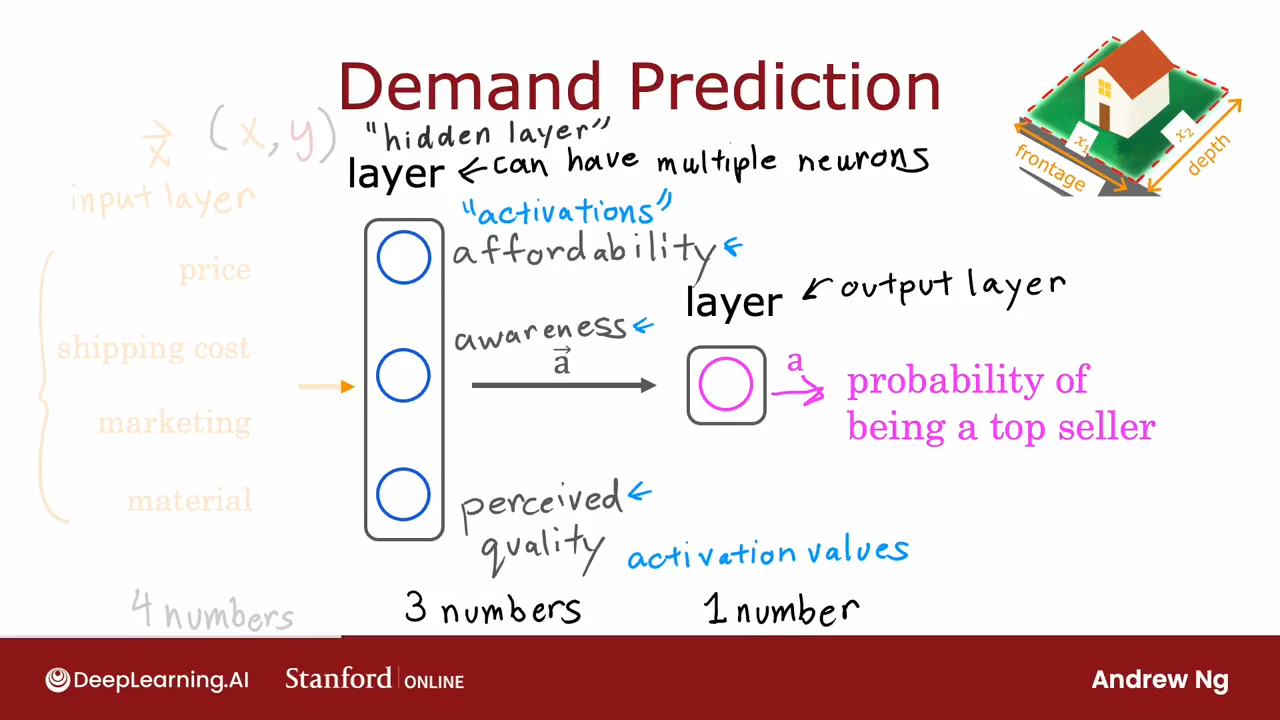 Demand Prediction
x⃗ (x, y)
input layer
price
shipping cost
marketing
material
4 numbers
"hidden layer"
layer ← can have multiple neurons
"activations"
affordability ←
awareness ←
a⃗
perceived ←
quality
3 numbers
layer ← output layer
a
probability of
being a top seller
activation values
1 number
x₁
x₂
frontage
depth
DeepLearning.AI
Stanford | ONLINE
Andrew Ng